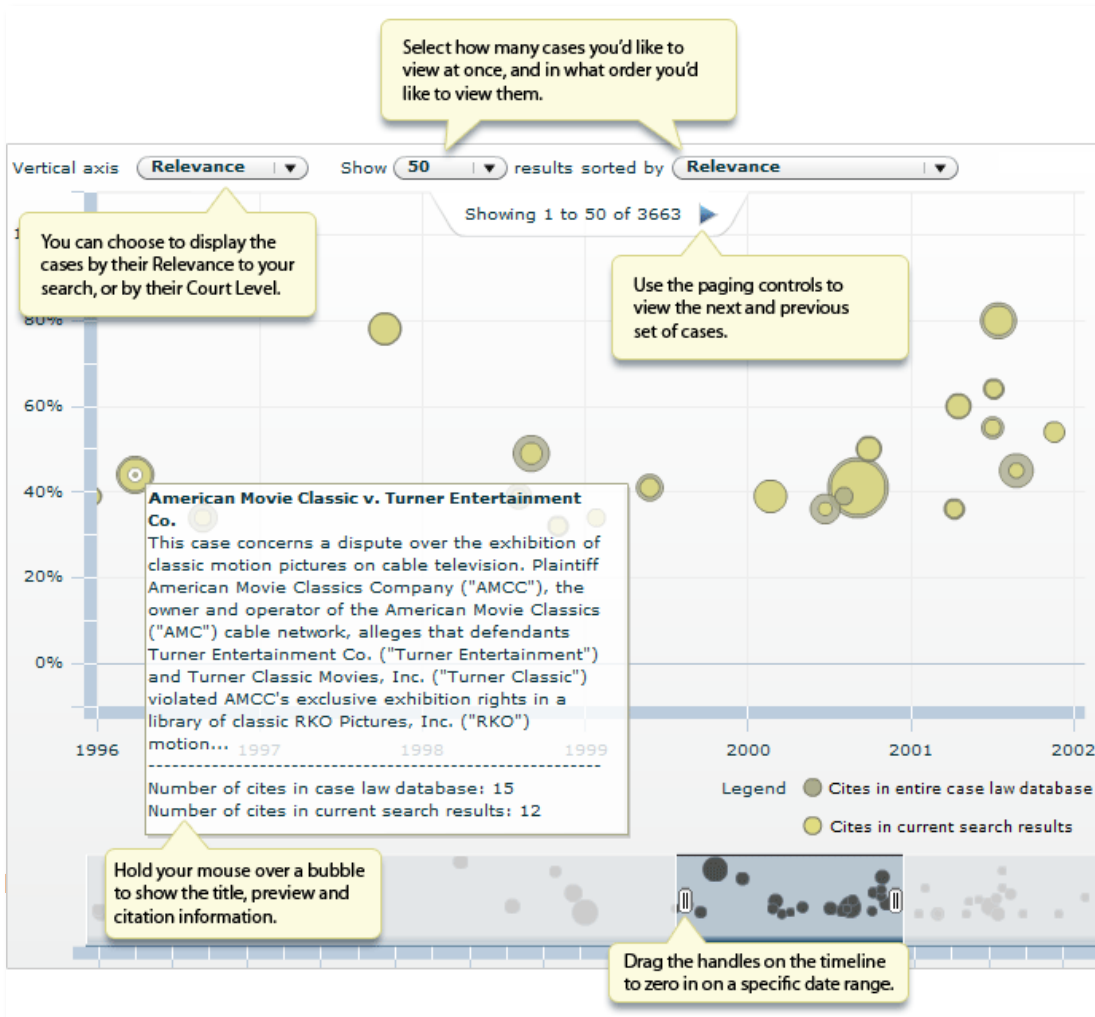 Select how many cases you'd like to
view at once, and in what order you'd
like to view them.
Vertical axis Relevance Show 50 results sorted by Relevance
Showing 1 to 50 of 3663
You can choose to display the
cases by their Relevance to your
search, or by their Court Level.
Use the paging controls to
view the next and previous
set of cases.
80%
60%
40%
20%
0%
American Movie Classic v. Turner Entertainment
Co.
This case concerns a dispute over the exhibition of
classic motion pictures on cable television. Plaintiff
American Movie Classics Company ("AMCC"), the
owner and operator of the American Movie Classics
("AMC") cable network, alleges that defendants
Turner Entertainment Co. ("Turner Entertainment")
and Turner Classic Movies, Inc. ("Turner Classic")
violated AMCC's exclusive exhibition rights in a
library of classic RKO Pictures, Inc. ("RKO")
motion...
---------------------------------------------------
Number of cites in case law database: 15
Number of cites in current search results: 12
1996 1997 1998 1999 2000 2001 2002
Legend Cites in entire case law database
Cites in current search results
Hold your mouse over a bubble
to show the title, preview and
citation information.
Drag the handles on the timeline
to zero in on a specific date range.